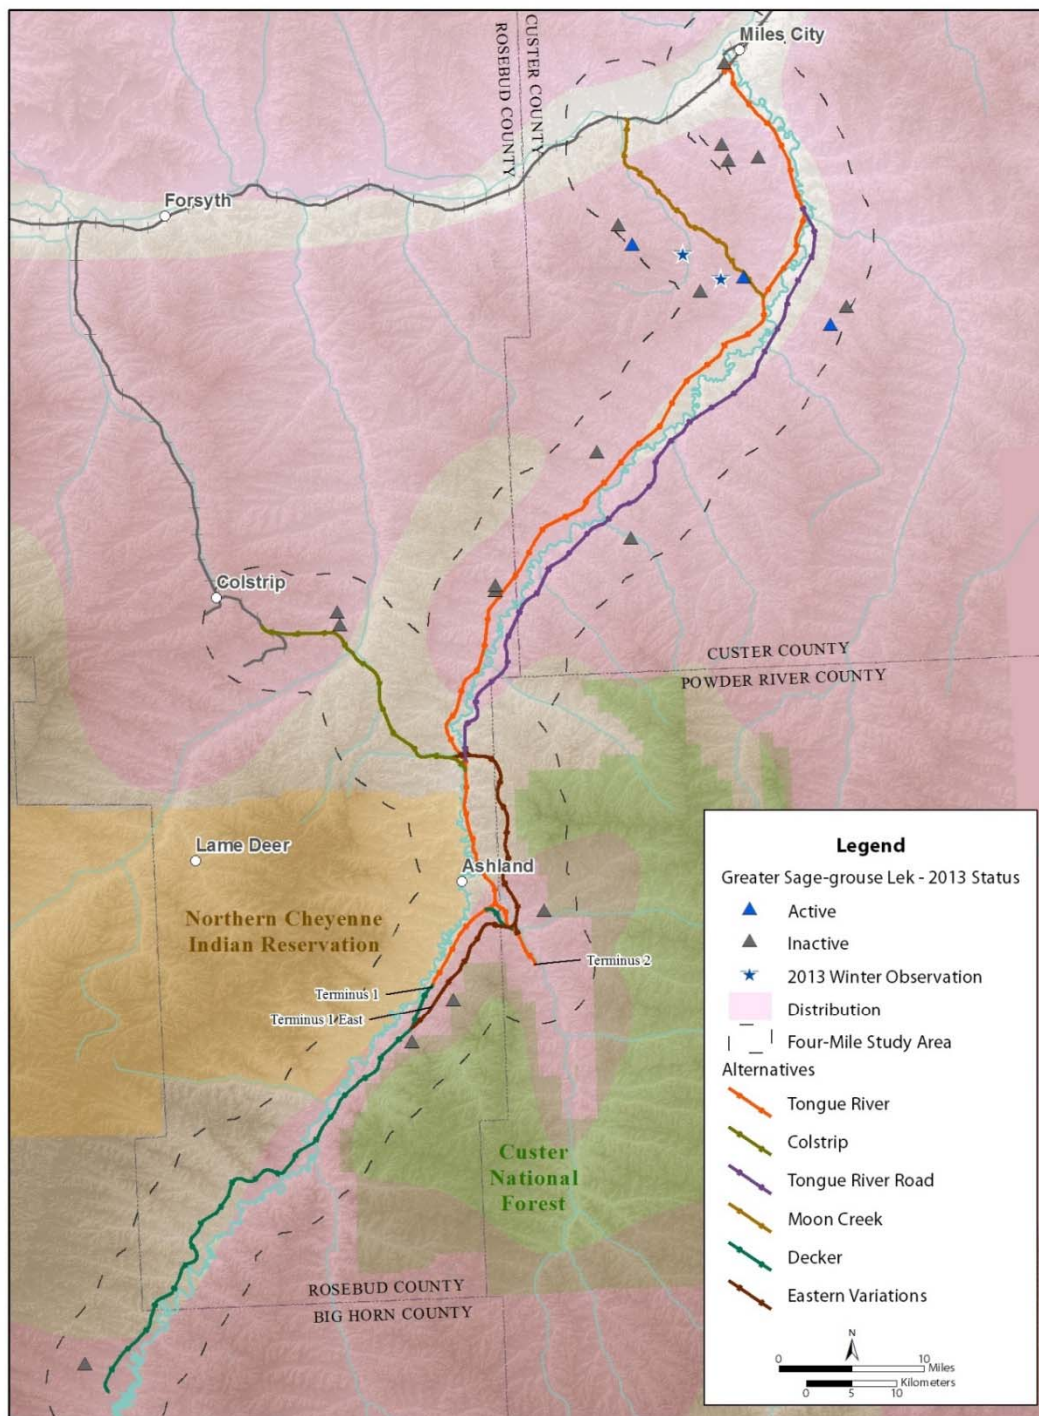 Miles City
ROSEBUD COUNTY
CUSTER COUNTY
Forsyth
Colstrip
CUSTER COUNTY
POWDER RIVER COUNTY
Lame Deer
Ashland
Northern Cheyenne
Indian Reservation
Terminus 2
Terminus 1
Terminus 1 East
Custer
National
Forest
ROSEBUD COUNTY
BIG HORN COUNTY
Legend
Greater Sage-grouse Lek - 2013 Status
Active
Inactive
2013 Winter Observation
Distribution
Four-Mile Study Area
Alternatives
Tongue River
Colstrip
Tongue River Road
Moon Creek
Decker
Eastern Variations
N
0 10
Miles
Kilometers
0 5 10